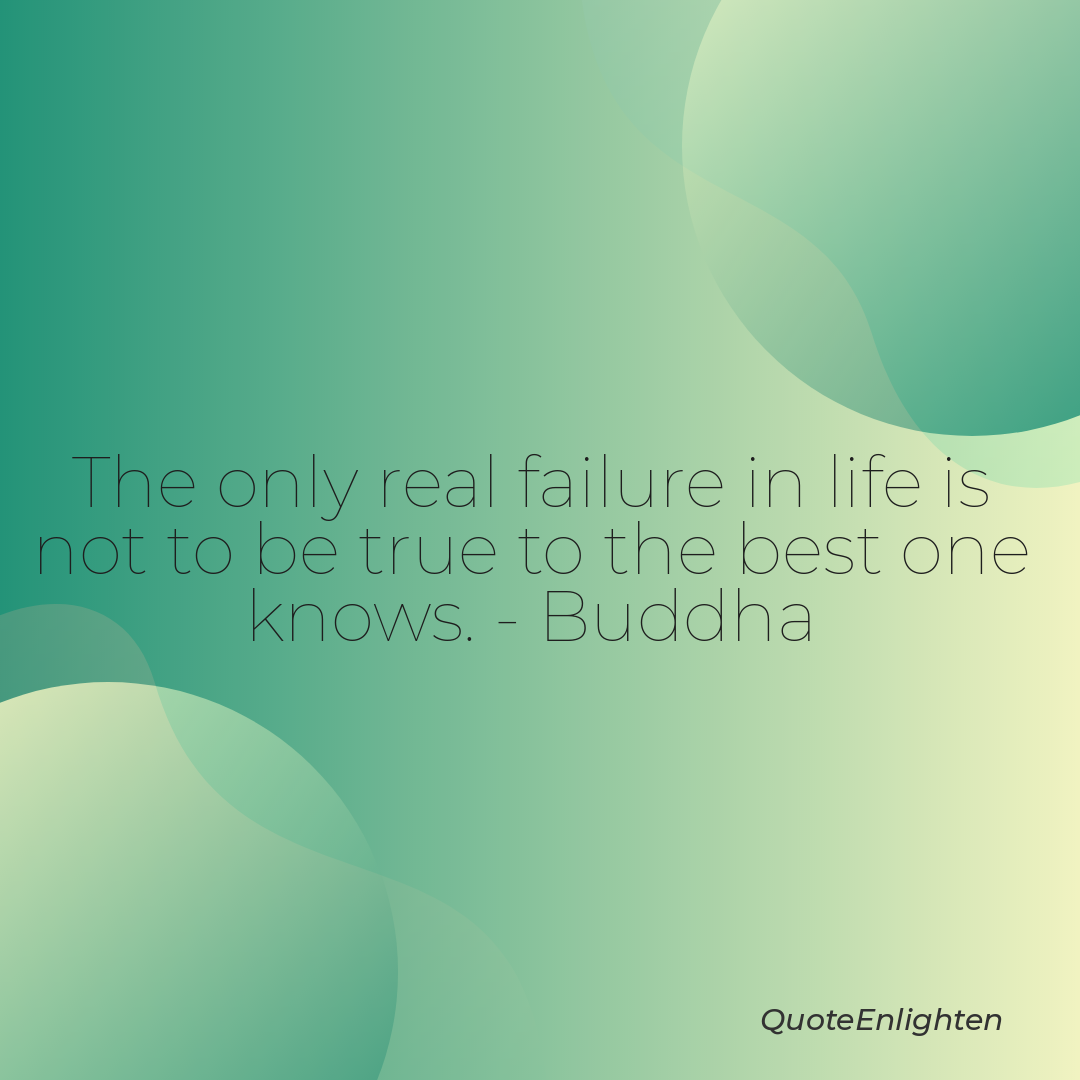 The only real failure in life is
not to be true to the best one
knows. - Buddha
QuoteEnlighten